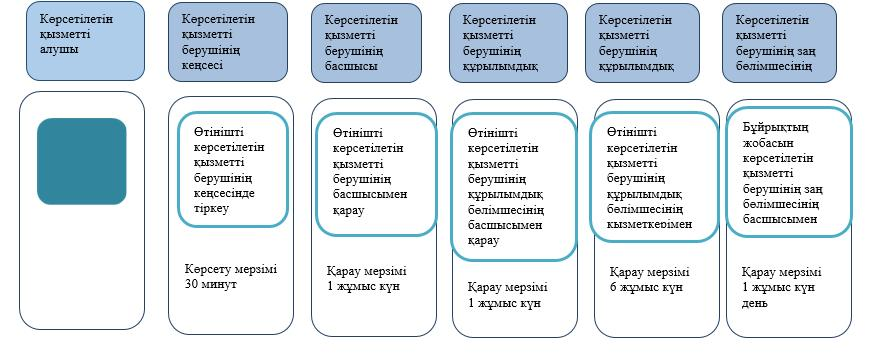 Көрсетілетін
қызметті
алушы
Көрсетілетін
қызметті
берушінің
кеңсесі
Көрсетілетін
қызметті
берушінің
басшысы
Көрсетілетін
қызметті
берушінің
құрылымдық
Көрсетілетін
қызметті
берушінің
құрылымдық
Көрсетілетін
қызметті
берушінің заң
бөлімшесінің
Өтінішті
көрсетілетін
қызметті
берушінің
кеңсесінде
тіркеу
Көрсету мерзімі
30 минут
Өтінішті
көрсетілетін
қызметті
берушінің
басшысымен
қарау
Қарау мерзімі
1 жұмыс күн
Өтінішті
көрсетілетін
қызметті
берушінің
құрылымдық
бөлімшесінің
басшысымен
қарау
Қарау мерзімі
1 жұмыс күн
Өтінішті
көрсетілетін
қызметті
берушінің
құрылымдық
бөлімшесінің
қызметкерімен
Қарау мерзімі
6 жұмыс күн
Бұйрықтың
жобасын
көрсетілетін
қызметті
берушінің заң
бөлімшесінің
басшысымен
Қарау мерзімі
1 жұмыс күн
день